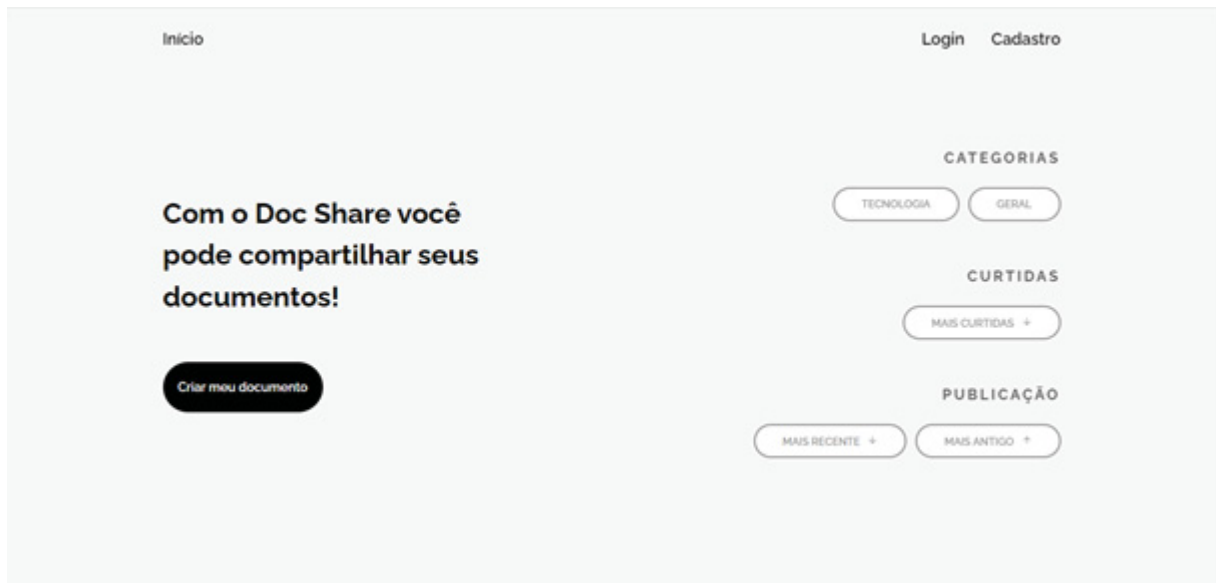 Início
Login Cadastro
Com o Doc Share você
pode compartilhar seus
documentos!
Criar meu documento
CATEGORIAS
TECNOLOGIA GERAL
CURTIDAS
MAIS CURTIDAS ↓
PUBLICAÇÃO
MAIS RECENTE ↓ MAIS ANTIGO ↑